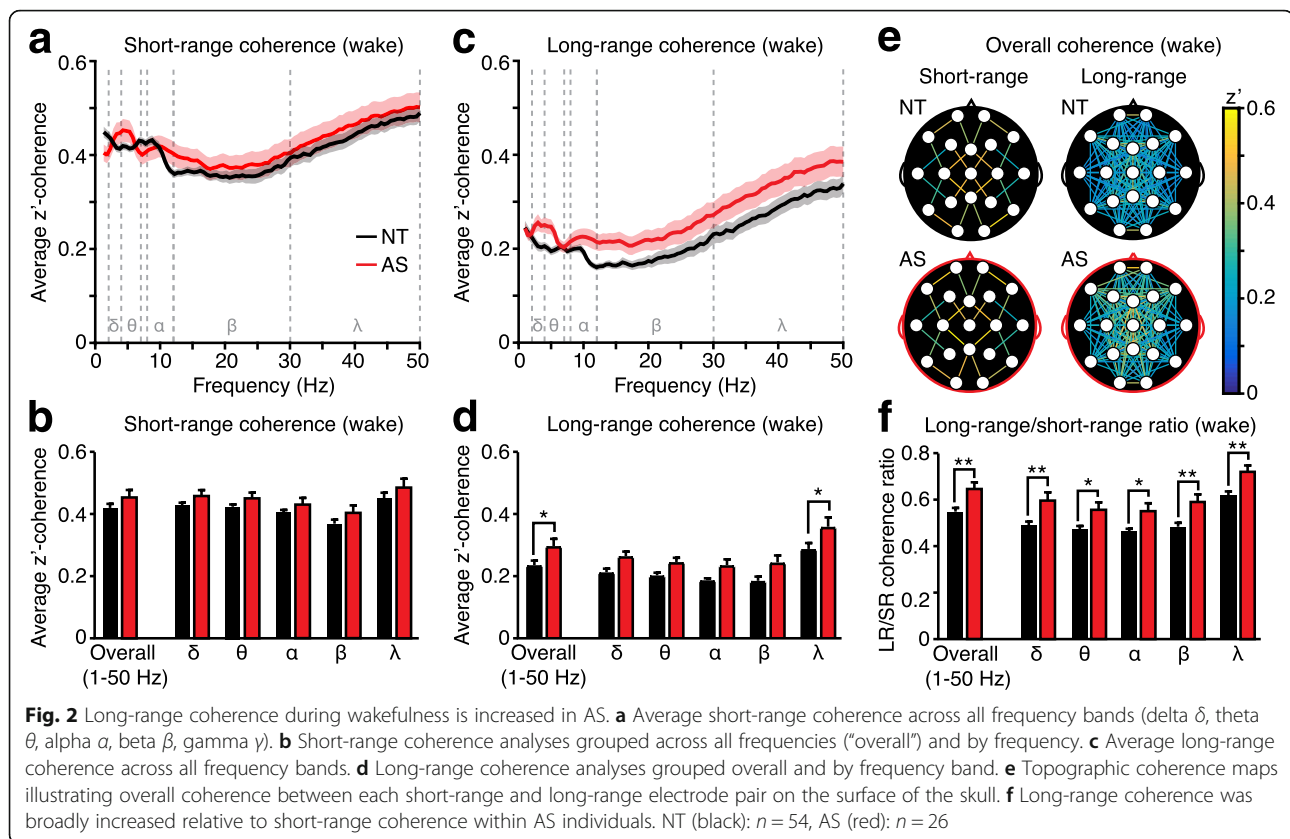 a
Short-range coherence (wake)
0.6
0.4
0.2
0
Average z'-coherence
NT
AS
δ θ α β λ
0 10 20 30 40 50
Frequency (Hz)
c
Long-range coherence (wake)
0.6
0.4
0.2
0
Average z'-coherence
δ θ α β λ
0 10 20 30 40 50
Frequency (Hz)
e
Overall coherence (wake)
Short-range Long-range
NT NT
AS AS
z'
0.6
0.4
0.2
0
b
Short-range coherence (wake)
0.6
0.4
0.2
0
Average z'-coherence
Overall δ θ α β λ
(1-50 Hz)
d
Long-range coherence (wake)
0.6
0.4
0.2
0
Average z'-coherence
* *
Overall δ θ α β λ
(1-50 Hz)
f
Long-range/short-range ratio (wake)
0.8
0.6
0.4
0.2
0
LR/SR coherence ratio
** ** * * ** **
Overall δ θ α β λ
(1-50 Hz)
Fig. 2 Long-range coherence during wakefulness is increased in AS. a Average short-range coherence across all frequency bands (delta δ, theta
θ, alpha α, beta β, gamma γ). b Short-range coherence analyses grouped across all frequencies (“overall”) and by frequency. c Average long-range
coherence across all frequency bands. d Long-range coherence analyses grouped overall and by frequency band. e Topographic coherence maps
illustrating overall coherence between each short-range and long-range electrode pair on the surface of the skull. f Long-range coherence was
broadly increased relative to short-range coherence within AS individuals. NT (black): n = 54, AS (red): n = 26